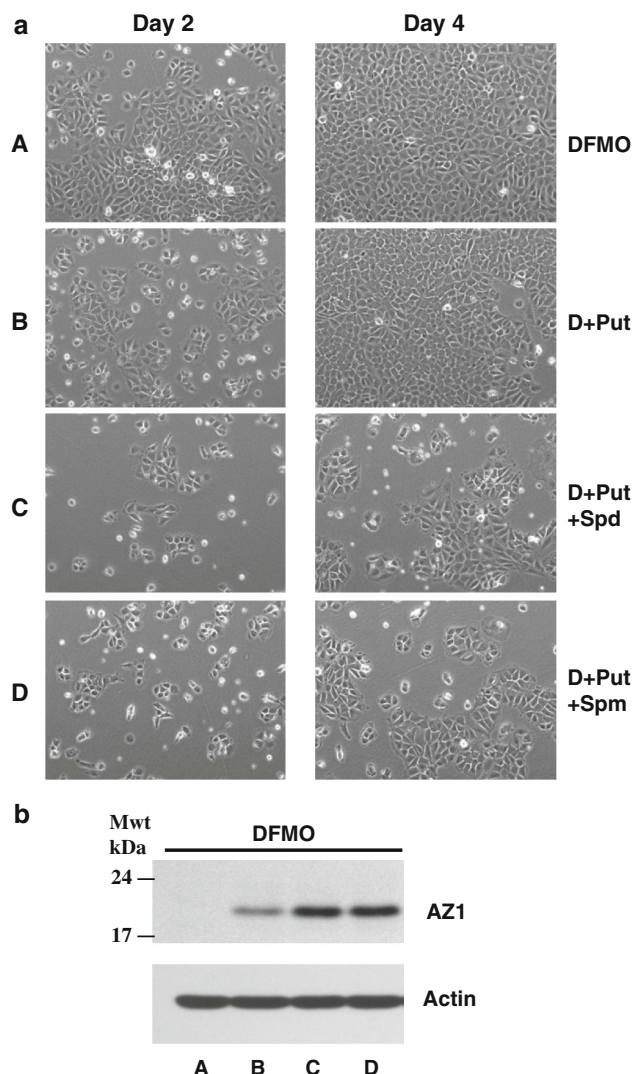 a
Day 2
Day 4
A
DFMO
B
D+Put
C
D+Put
+Spd
D
D+Put
+Spm
b
Mwt
kDa
DFMO
24
AZ1
17
Actin
A B C D